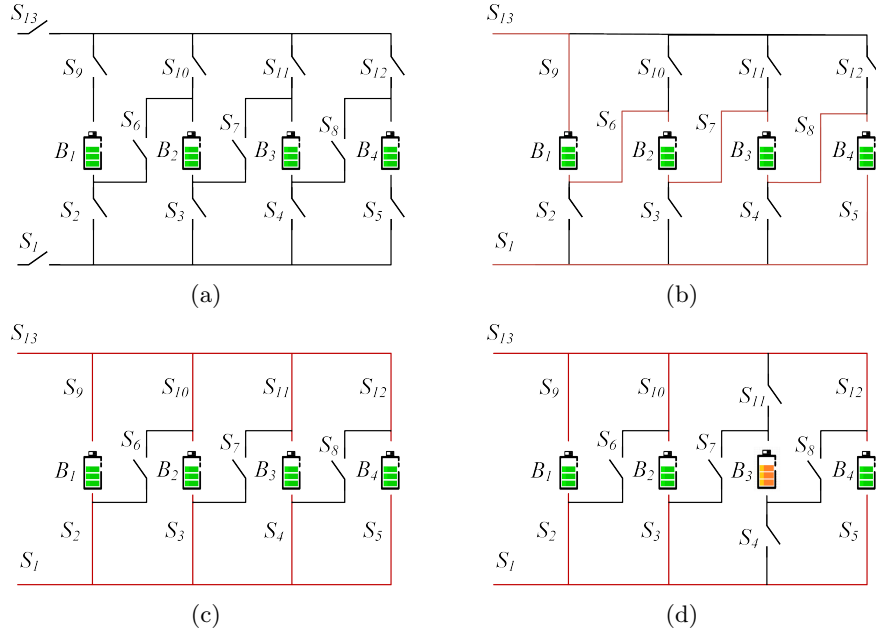 S13 S13
S9 S10 S11 S12 S9 S10 S11 S12
S6 S7 S8 S6 S7 S8
B1 B2 B3 B4 B1 B2 B3 B4
S2 S3 S4 S5 S2 S3 S4 S5
S1 S1
(a) (b)
S13 S13
S9 S10 S11 S12 S9 S10 S11 S12
S6 S7 S8 S6 S7 S8
B1 B2 B3 B4 B1 B2 B3 B4
S2 S3 S4 S5 S2 S3 S4 S5
S1 S1
(c) (d)